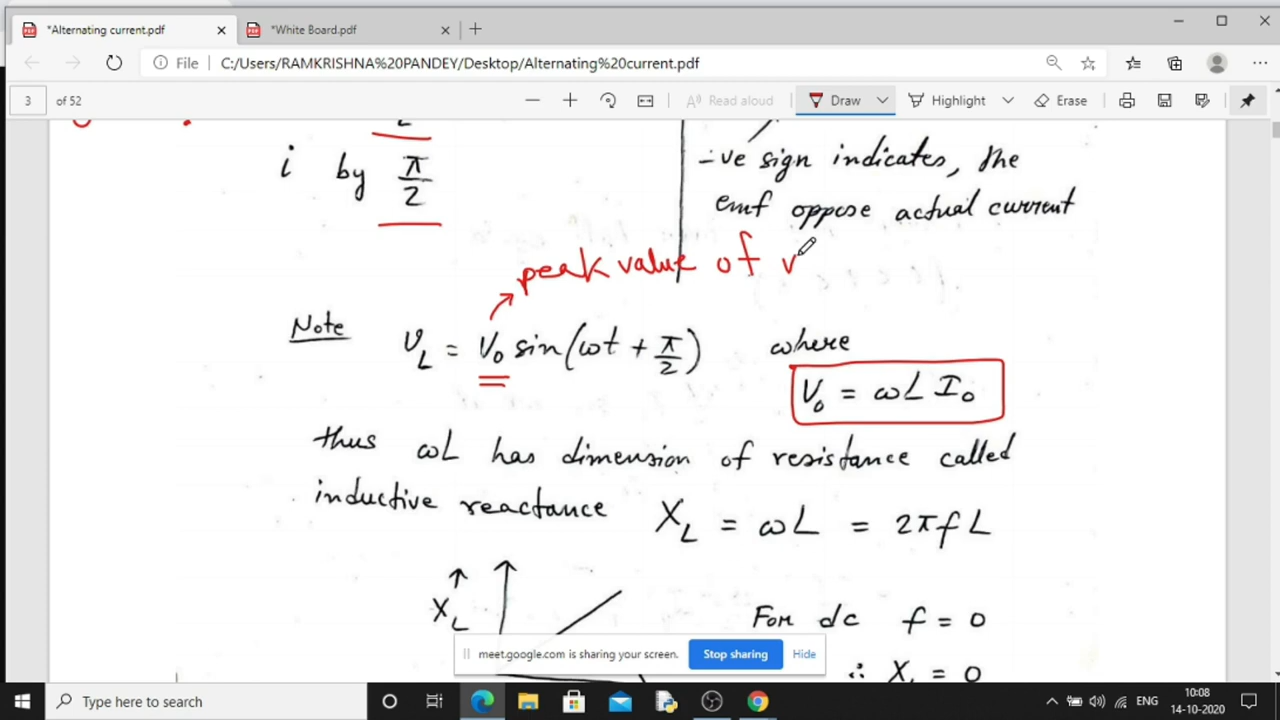 *Alternating current.pdf
*White Board.pdf
File
C:/Users/RAMKRISHNA%20PANDEY/Desktop/Alternating%20current.pdf
3 of 52
Read aloud
Draw
Highlight
Erase
i by π/2
-ve sign indicates, the
emf oppose actual current
peak value of v
Note V_L = V₀ sin(ωt + π/2) where
V₀ = ωL I₀
thus ωL has dimension of resistance called
inductive reactance X_L = ωL = 2πfL
X_L
For dc f = 0
∴ X_L = 0
meet.google.com is sharing your screen.
Stop sharing
Hide
Type here to search
ENG
10:08
14-10-2020